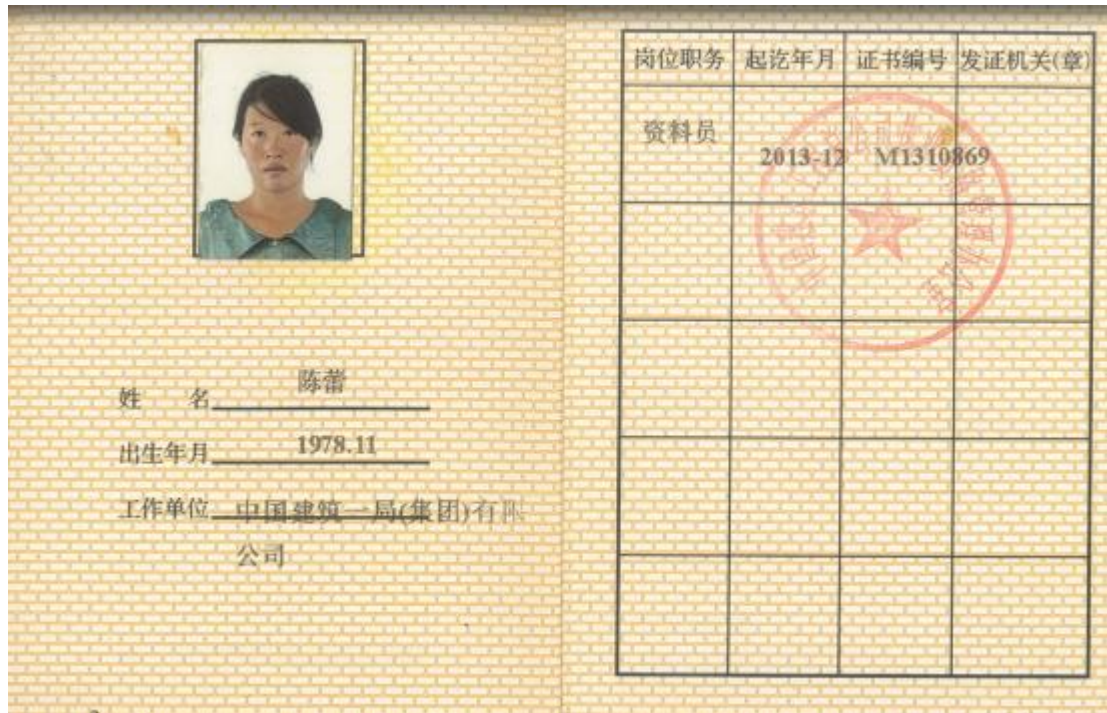 姓 名 陈蕾
出生年月 1978.11
工作单位 中国建筑一局(集团)有限
公司
岗位职务 起讫年月 证书编号 发证机关(章)
资料员
2013-12 M1310869